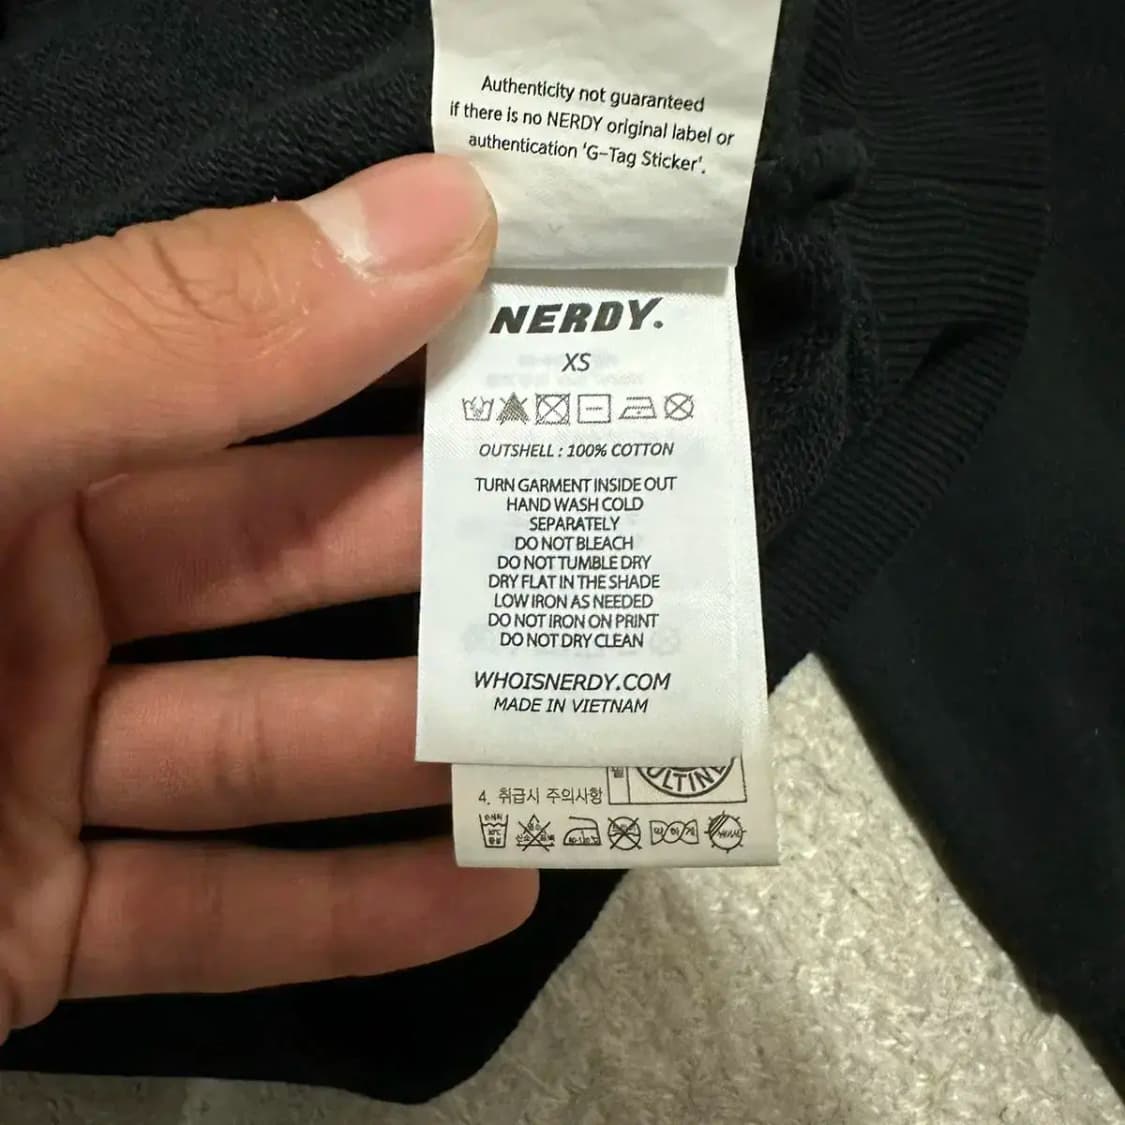 Authenticity not guaranteed
if there is no NERDY original label or
authentication 'G-Tag Sticker'.
NERDY.
XS
OUTSHELL : 100% COTTON
TURN GARMENT INSIDE OUT
HAND WASH COLD
SEPARATELY
DO NOT BLEACH
DO NOT TUMBLE DRY
DRY FLAT IN THE SHADE
LOW IRON AS NEEDED
DO NOT IRON ON PRINT
DO NOT DRY CLEAN
WHOISNERDY.COM
MADE IN VIETNAM
4. 취급시 주의사항